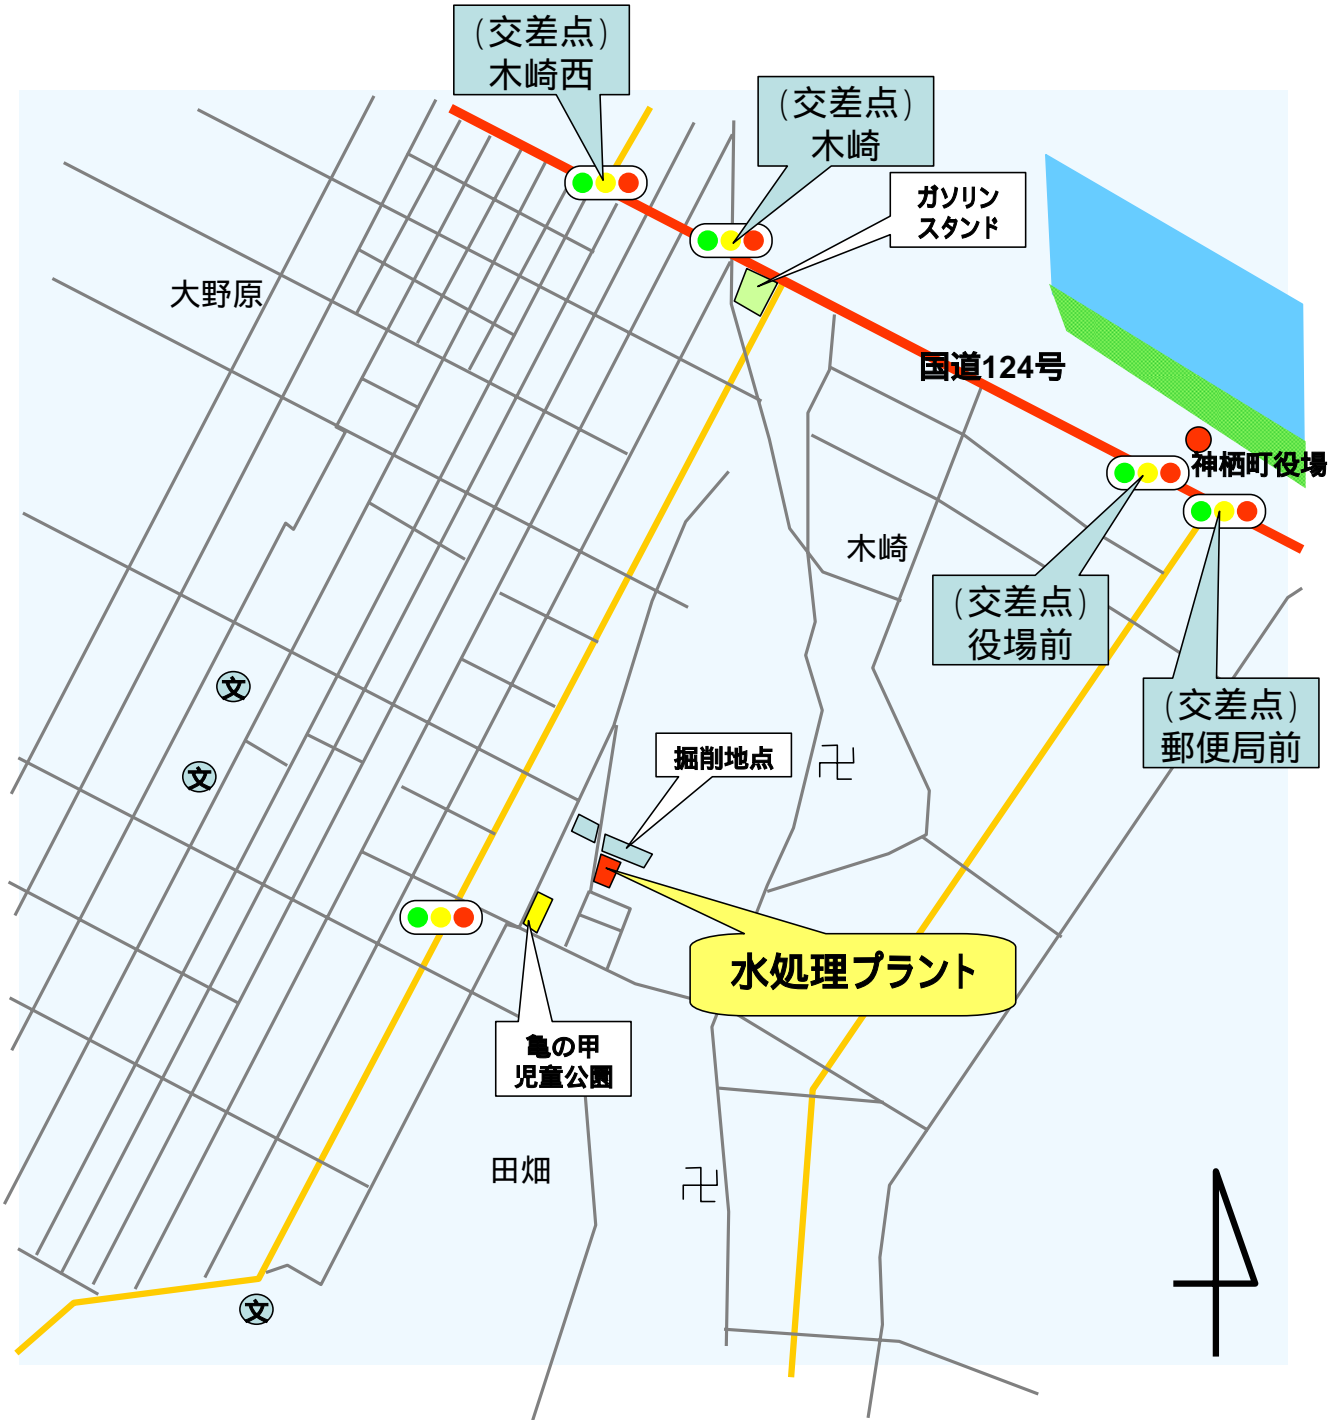 (交差点)
木崎西
(交差点)
木崎
ガソリン
スタンド
大野原
国道124号
神栖町役場
木崎
(交差点)
役場前
(交差点)
郵便局前
文
文
掘削地点
卍
水処理プラント
亀の甲
児童公園
田畑
卍
文